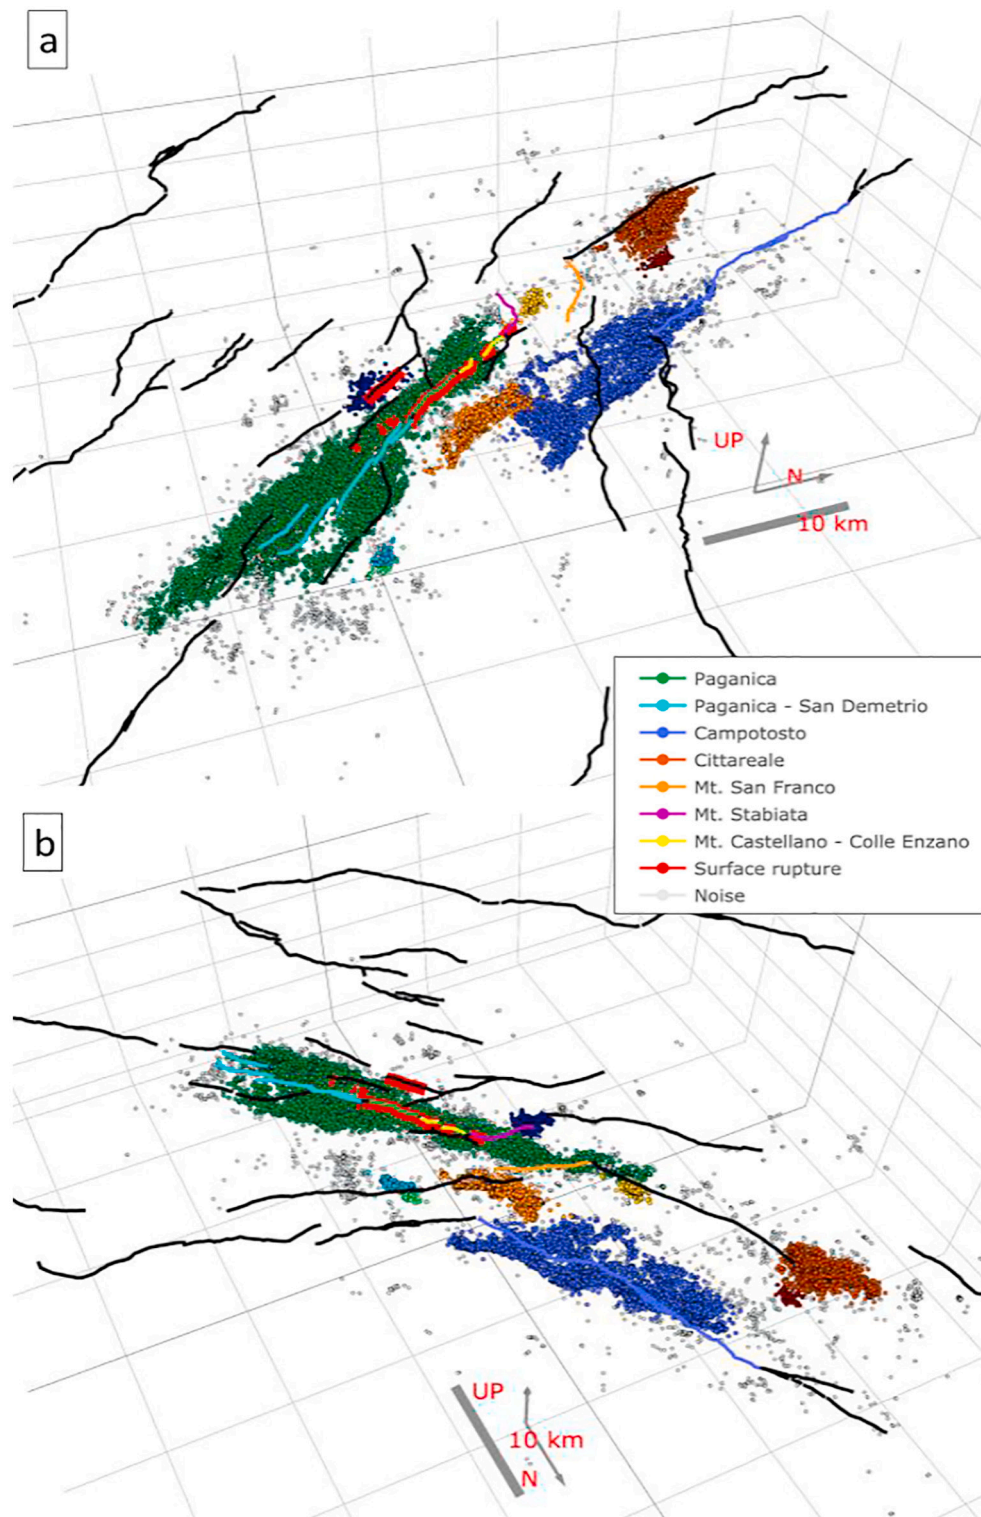 a
UP
N
10 km
Paganica
Paganica - San Demetrio
Campotosto
Cittareale
Mt. San Franco
Mt. Stabiata
Mt. Castellano - Colle Enzano
Surface rupture
Noise
b
UP
10 km
N